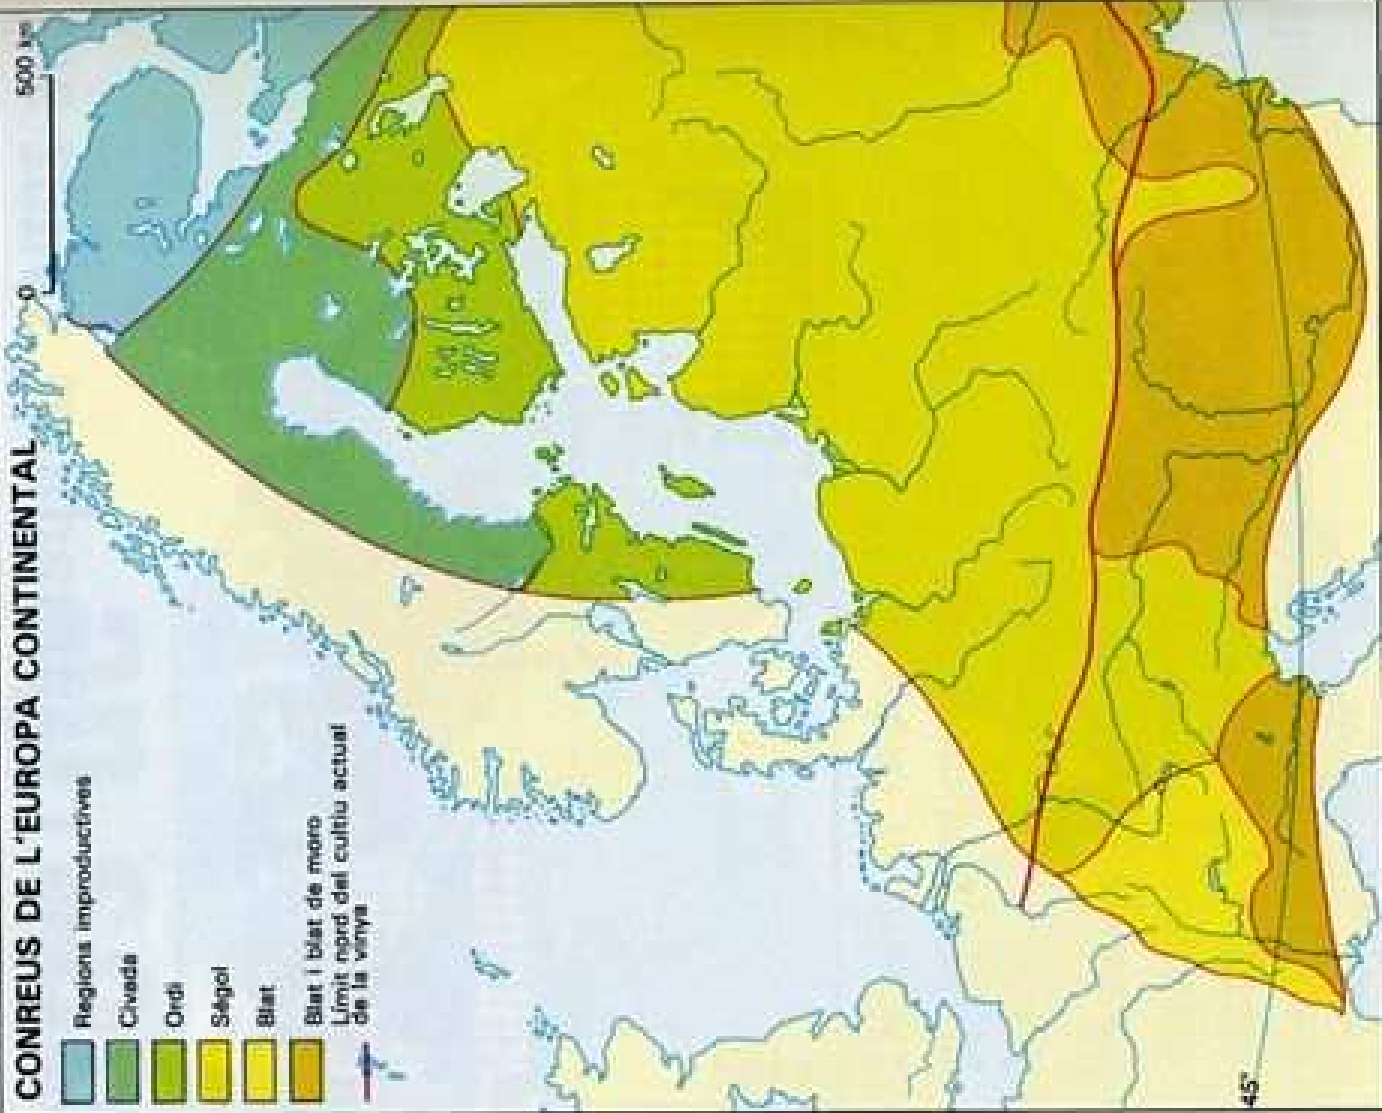 CONREUS DE L'EUROPA CONTINENTAL
0 500 km
Regions improductives
Civada
Ordi
Sègol
Blat
Blat i blat de moro
Límit nord del cultiu actual
de la vinya
45°